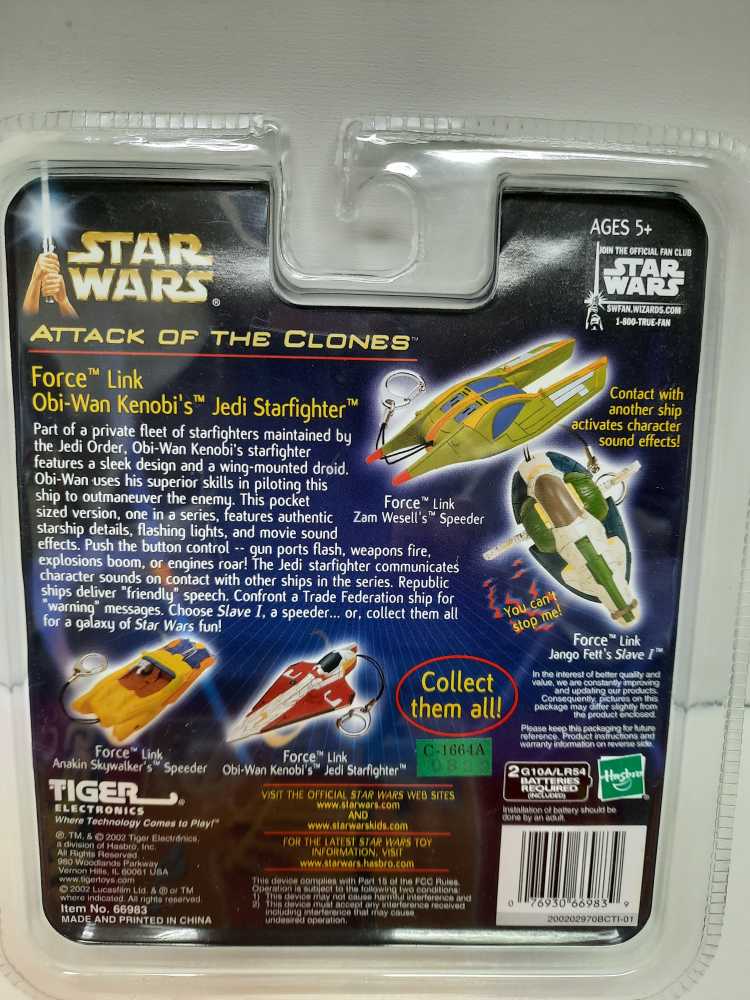 STAR
WARS®
ATTACK OF THE CLONES™
Force™ Link
Obi-Wan Kenobi's™ Jedi Starfighter™
Part of a private fleet of starfighters maintained by
the Jedi Order, Obi-Wan Kenobi's starfighter
features a sleek design and a wing-mounted droid.
Obi-Wan uses his superior skills in piloting this
ship to outmaneuver the enemy. This pocket
sized version, one in a series, features authentic
starship details, flashing lights, and movie sound
effects. Push the button control -- gun ports flash, weapons fire,
explosions boom, or engines roar! The Jedi starfighter communicates
character sounds on contact with other ships in the series. Republic
ships deliver "friendly" speech. Confront a Trade Federation ship for
"warning" messages. Choose Slave I, a speeder... or, collect them all
for a galaxy of Star Wars fun!
AGES 5+
JOIN THE OFFICIAL FAN CLUB
STAR
WARS
SWFAN.WIZARDS.COM
1-800-TRUE-FAN
Contact with
another ship
activates character
sound effects!
Force™ Link
Zam Wesell's™ Speeder
You can't
stop me!
Force™ Link
Jango Fett's Slave I™
Force™ Link
Anakin Skywalker's™ Speeder
Force™ Link
Obi-Wan Kenobi's™ Jedi Starfighter™
Collect
them all!
C-1664A
In the interest of better quality and
value, we are constantly improving
and updating our products.
Consequently, pictures on this
package may differ slightly from
the product enclosed.
Please keep this packaging for future
reference. Product instructions and
warranty information on reverse side.
2 G10A/LR54
BATTERIES
REQUIRED
(INCLUDED)
Hasbro
Installation of battery should be
done by an adult.
TIGER
ELECTRONICS
Where Technology Comes to Play!™
®, TM, & © 2002 Tiger Electronics,
a division of Hasbro, Inc.
All Rights Reserved.
980 Woodlands Parkway
Vernon Hills, IL 60061 USA
www.tigertoys.com
© 2002 Lucasfilm Ltd. & ® or TM
where indicated. All rights reserved.
Item No. 66983
MADE AND PRINTED IN CHINA
VISIT THE OFFICIAL STAR WARS WEB SITES
www.starwars.com
AND
www.starwarskids.com
FOR THE LATEST STAR WARS TOY
INFORMATION, VISIT
www.starwars.hasbro.com
This device complies with Part 15 of the FCC Rules.
Operation is subject to the following two conditions:
1) This device may not cause harmful interference and
2) This device must accept any interference received
including interference that may cause
undesired operation.
0 76930 66983 9
200202970BCTI-01